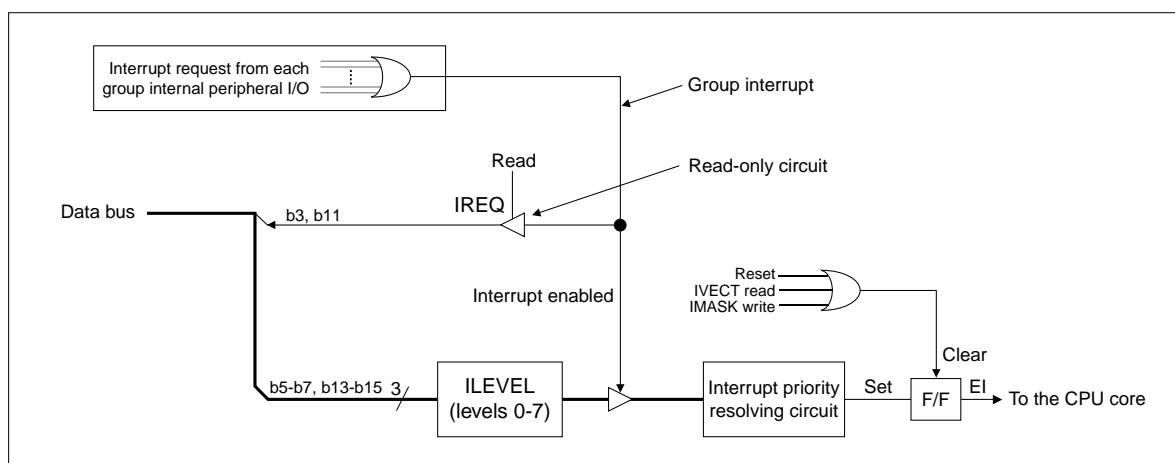 Interrupt request from each
group internal peripheral I/O
Group interrupt
Read
Read-only circuit
IREQ
Data bus
b3, b11
Reset
IVECT read
IMASK write
Interrupt enabled
Clear
b5-b7, b13-b15
3
ILEVEL
(levels 0-7)
Interrupt priority
resolving circuit
Set
F/F
EI
To the CPU core